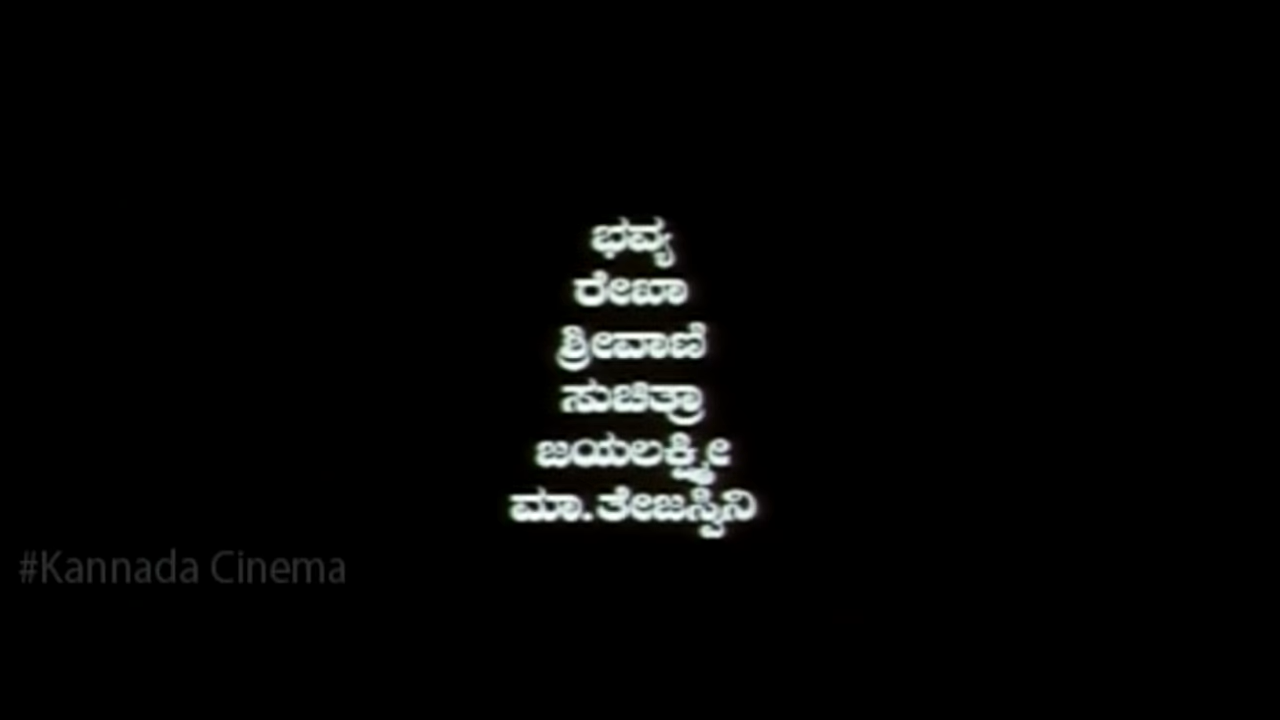 ಭವ್ಯ
ರೇಖಾ
ಶ್ರೀವಾಣಿ
ಸುಚಿತ್ರಾ
ಜಯಲಕ್ಷ್ಮೀ
ಮಾ. ತೇಜಸ್ವಿನಿ
#Kannada Cinema